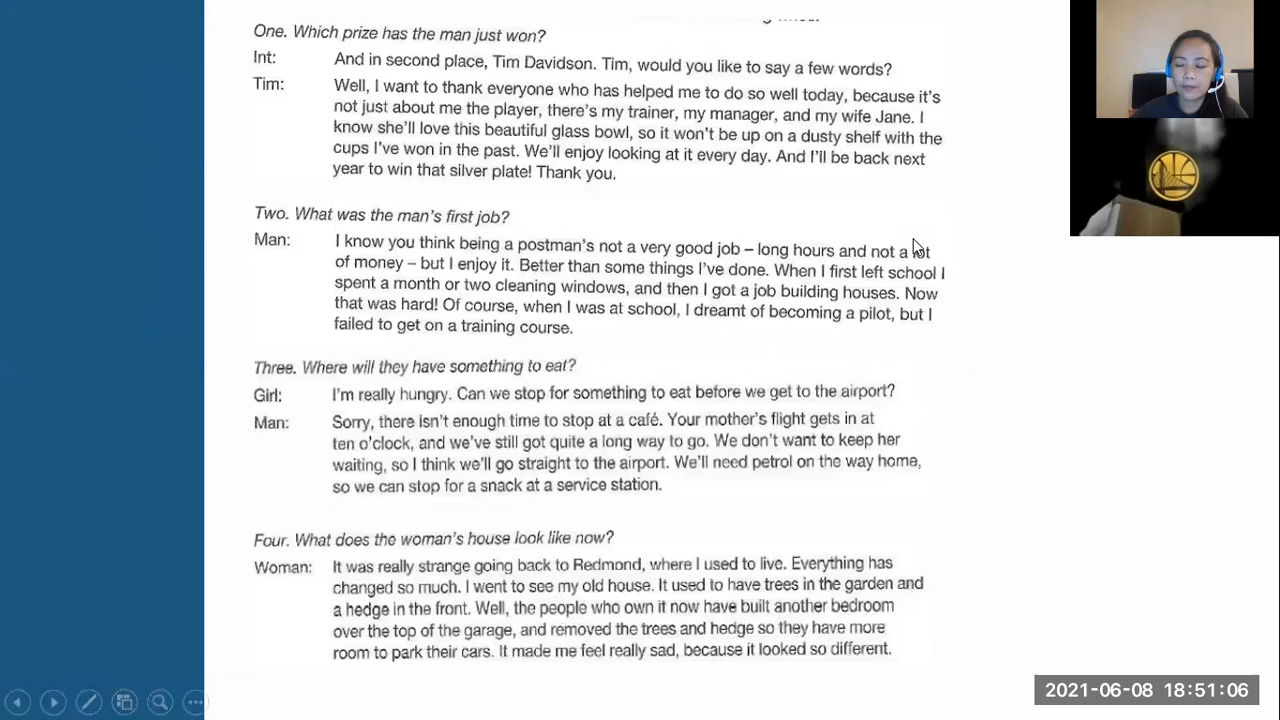 One. Which prize has the man just won?
Int: And in second place, Tim Davidson. Tim, would you like to say a few words?
Tim: Well, I want to thank everyone who has helped me to do so well today, because it's
not just about me the player, there's my trainer, my manager, and my wife Jane. I
know she'll love this beautiful glass bowl, so it won't be up on a dusty shelf with the
cups I've won in the past. We'll enjoy looking at it every day. And I'll be back next
year to win that silver plate! Thank you.
Two. What was the man's first job?
Man: I know you think being a postman's not a very good job – long hours and not a lot
of money – but I enjoy it. Better than some things I've done. When I first left school I
spent a month or two cleaning windows, and then I got a job building houses. Now
that was hard! Of course, when I was at school, I dreamt of becoming a pilot, but I
failed to get on a training course.
Three. Where will they have something to eat?
Girl: I'm really hungry. Can we stop for something to eat before we get to the airport?
Man: Sorry, there isn't enough time to stop at a café. Your mother's flight gets in at
ten o'clock, and we've still got quite a long way to go. We don't want to keep her
waiting, so I think we'll go straight to the airport. We'll need petrol on the way home,
so we can stop for a snack at a service station.
Four. What does the woman's house look like now?
Woman: It was really strange going back to Redmond, where I used to live. Everything has
changed so much. I went to see my old house. It used to have trees in the garden and
a hedge in the front. Well, the people who own it now have built another bedroom
over the top of the garage, and removed the trees and hedge so they have more
room to park their cars. It made me feel really sad, because it looked so different.
2021-06-08 18:51:06